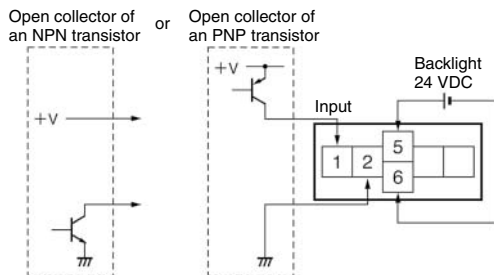 Open collector of
an NPN transistor
or
Open collector of
an PNP transistor
+V
+V
Backlight
24 VDC
Input
1
2
5
6